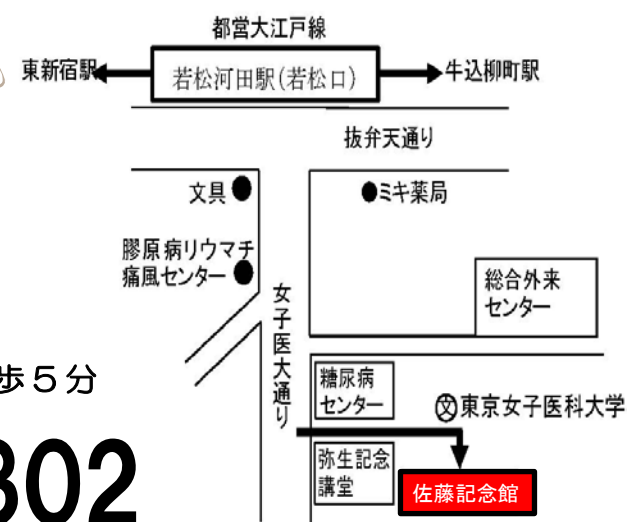 都営大江戸線
東新宿駅
若松河田駅(若松口)
牛込柳町駅
抜弁天通り
文具
ミキ薬局
膠原病リウマチ
痛風センター
女子医大通り
総合外来
センター
歩5分
糖尿病
センター
文東京女子医科大学
302
弥生記念
講堂
佐藤記念館